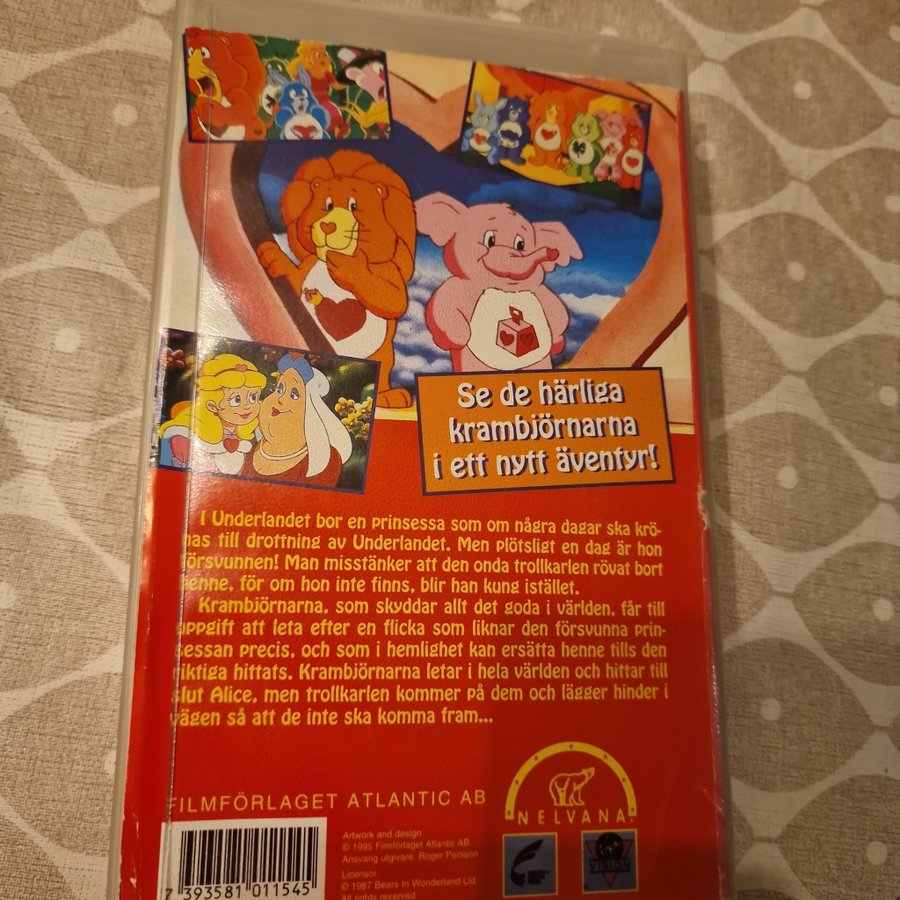 Se de härliga
krambjörnarna
i ett nytt äventyr!
I Underlandet bor en prinsessa som om några dagar ska krö-
nas till drottning av Underlandet. Men plötsligt en dag är hon
försvunnen! Man misstänker att den onda trollkarlen rövat bort
henne, för om hon inte finns, blir han kung istället.
Krambjörnarna, som skyddar allt det goda i världen, får till
uppgift att leta efter en flicka som liknar den försvunna prin-
sessan precis, och som i hemlighet kan ersätta henne tills den
riktiga hittats. Krambjörnarna letar i hela världen och hittar till
slut Alice, men trollkarlen kommer på dem och lägger hinder i
vägen så att de inte ska komma fram...
FILMFÖRLAGET ATLANTIC AB
NELVANA
Artwork and design
© 1995 Filmförlaget Atlantic AB
Ansvarig utgivare, Roger Persson
Licensor
© 1987 Bears In Wonderland Ltd
All rights reserved
VISION
7 393581 011545